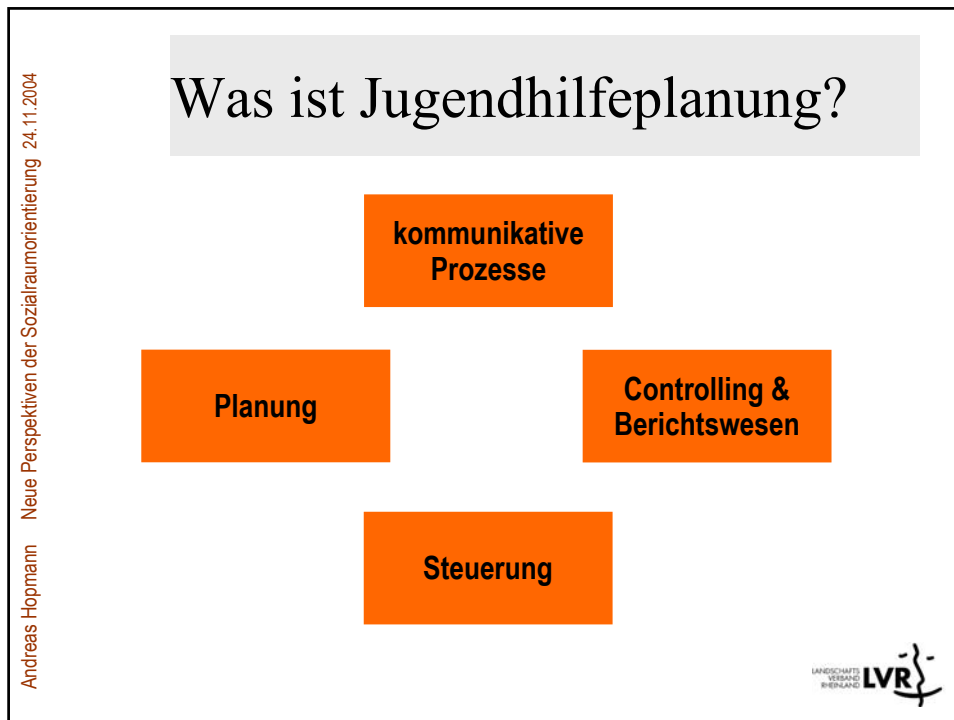 Was ist Jugendhilfeplanung?
kommunikative
Prozesse
Planung
Controlling &
Berichtswesen
Steuerung
Andreas Hopmann Neue Perspektiven der Sozialraumorientierung 24.11.2004
LANDSCHAFTS
VERBAND
RHEINLAND
LVR